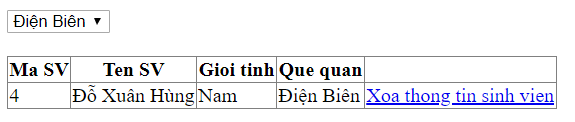 Điện Biên
Ma SV Ten SV Gioi tinh Que quan
4 Đỗ Xuân Hùng Nam Điện Biên Xoa thong tin sinh vien